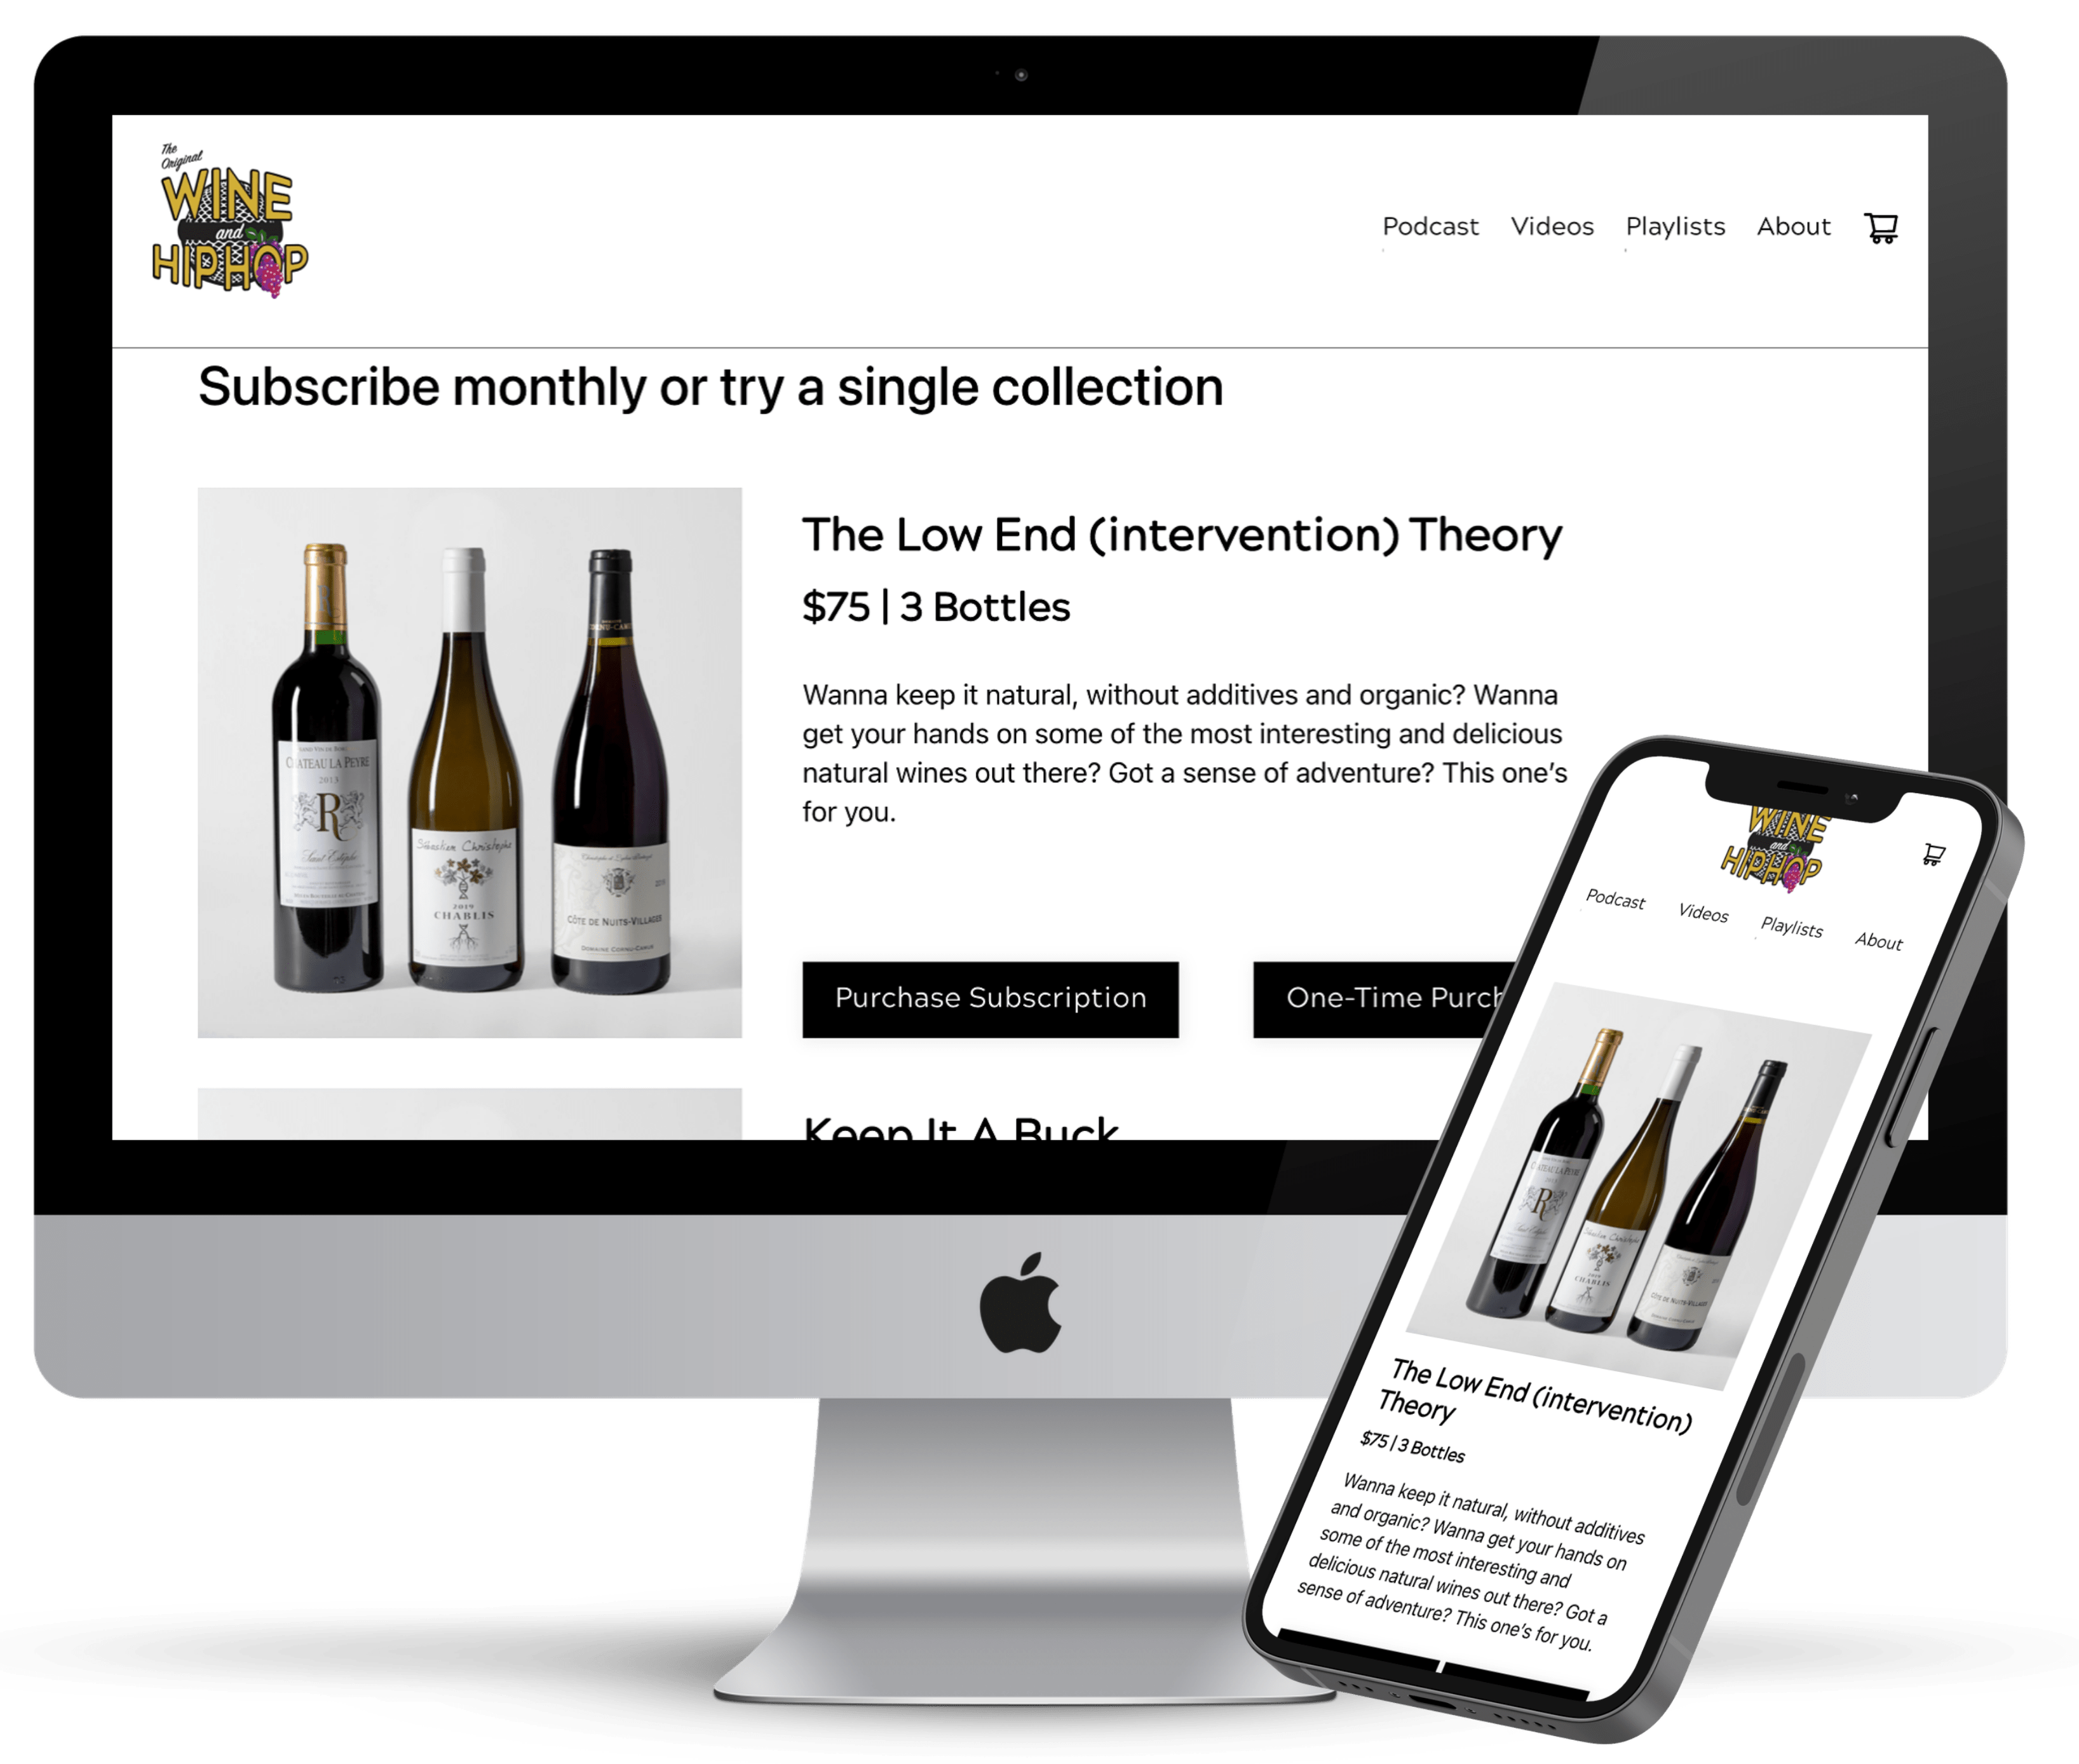 The
Original
WINE
and
HIPHOP
Podcast Videos Playlists About
Subscribe monthly or try a single collection
The Low End (intervention) Theory
$75 | 3 Bottles
Wanna keep it natural, without additives and organic? Wanna
get your hands on some of the most interesting and delicious
natural wines out there? Got a sense of adventure? This one's
for you.
Purchase Subscription
One-Time Purch
Keep It A Buck
CHATEAU LA PEYRE
2013
R
Saint Estèphe
Sébastien Christophe
2019
CHABLIS
CÔTE DE NUITS-VILLAGES
DOMAINE CORNU-CAMUS
WINE
and
HIPHOP
Podcast Videos Playlists About
R
CHABLIS
CÔTE DE NUITS-VILLAGES
The Low End (intervention)
Theory
$75 | 3 Bottles
Wanna keep it natural, without additives
and organic? Wanna get your hands on
some of the most interesting and
delicious natural wines out there? Got a
sense of adventure? This one's for you.